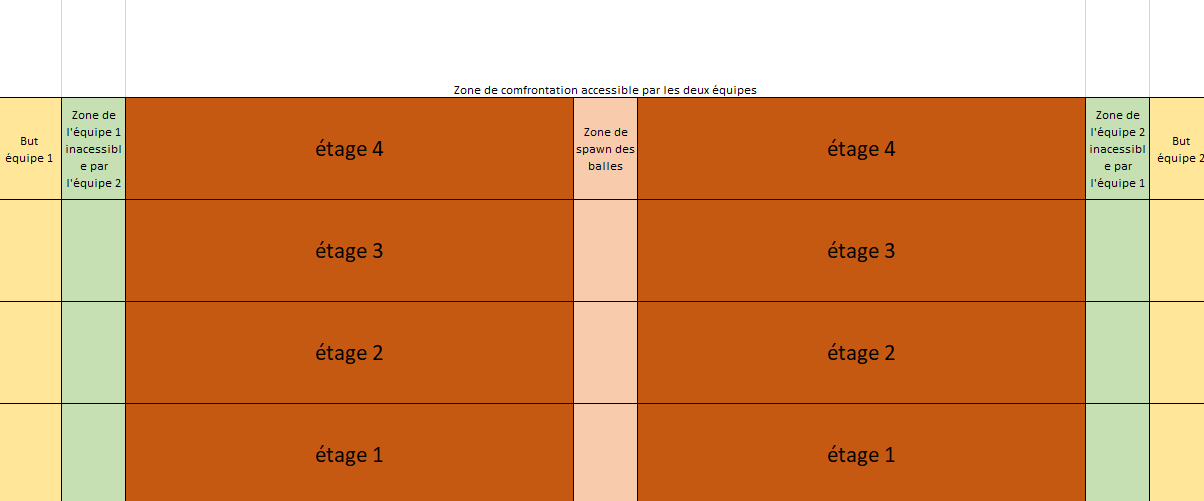 Zone de comfrontation accessible par les deux équipes
But
équipe 1
Zone de
l'équipe 1
inacessibl
e par
l'équipe 2
étage 4
Zone de
spawn des
balles
étage 4
Zone de
l'équipe 2
inacessibl
e par
l'équipe 1
But
équipe 2
étage 3
étage 3
étage 2
étage 2
étage 1
étage 1